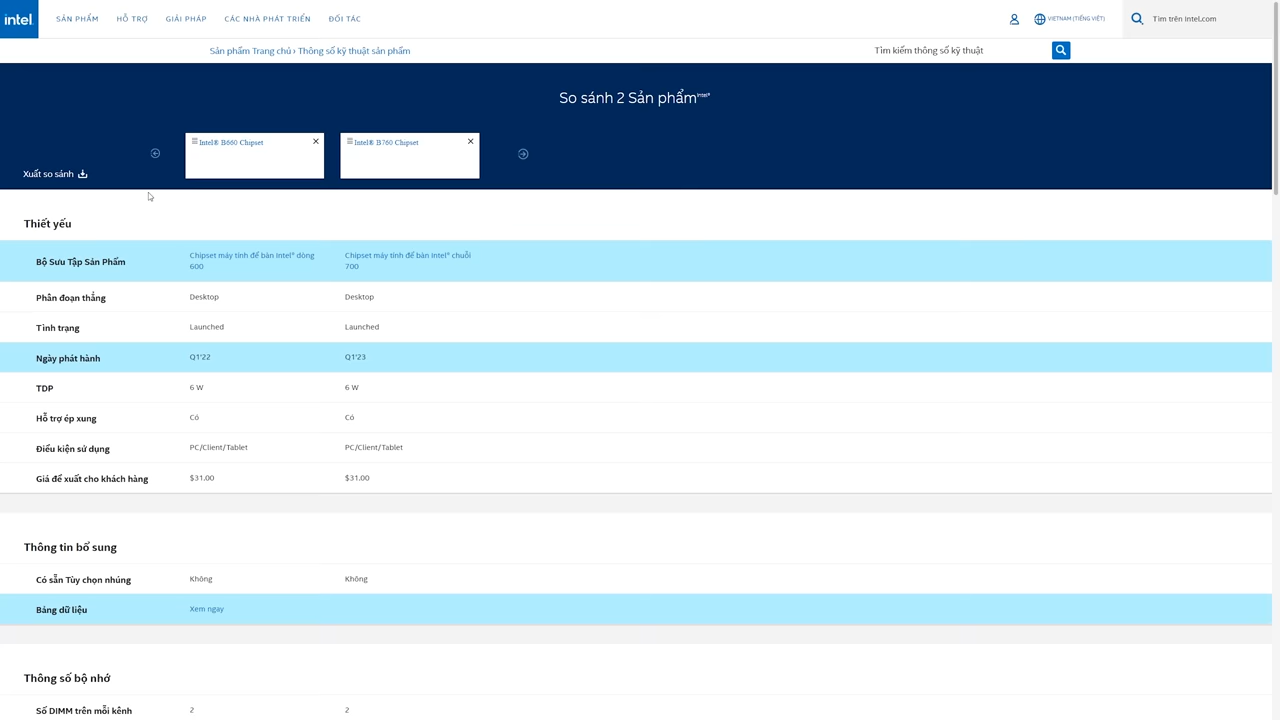 intel.
SẢN PHẨM HỖ TRỢ GIẢI PHÁP CÁC NHÀ PHÁT TRIỂN ĐỐI TÁC
VIETNAM (TIẾNG VIỆT)
Tìm trên Intel.com
Sản phẩm Trang chủ › Thông số kỹ thuật sản phẩm
Tìm kiếm thông số kỹ thuật
So sánh 2 Sản phẩm Intel®
Intel® B660 Chipset
Intel® B760 Chipset
Xuất so sánh
Thiết yếu
Bộ Sưu Tập Sản Phẩm Chipset máy tính để bàn Intel® dòng 600 Chipset máy tính để bàn Intel® chuỗi 700
Phân đoạn thẳng Desktop Desktop
Tình trạng Launched Launched
Ngày phát hành Q1'22 Q1'23
TDP 6 W 6 W
Hỗ trợ ép xung Có Có
Điều kiện sử dụng PC/Client/Tablet PC/Client/Tablet
Giá đề xuất cho khách hàng $31.00 $31.00
Thông tin bổ sung
Có sẵn Tùy chọn nhúng Không Không
Bảng dữ liệu Xem ngay
Thông số bộ nhớ
Số DIMM trên mỗi kênh 2 2